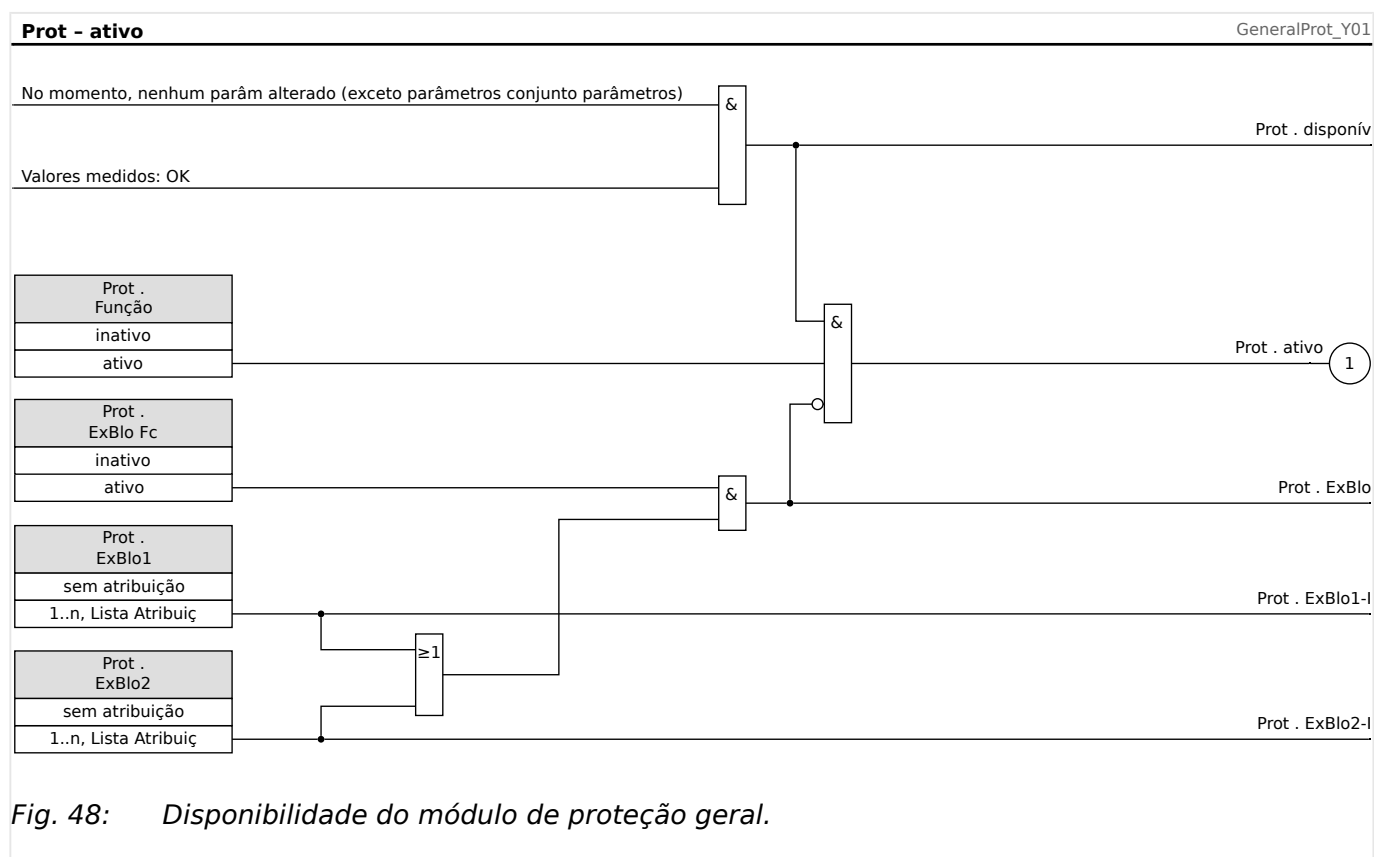 Prot – ativo
GeneralProt_Y01
No momento, nenhum parâm alterado (exceto parâmetros conjunto parâmetros)
&
Prot . disponív
Valores medidos: OK
Prot .
Função
inativo
ativo
&
Prot . ativo
1
Prot .
ExBlo Fc
inativo
ativo
&
Prot . ExBlo
Prot .
ExBlo1
sem atribuição
1..n, Lista Atribuiç
Prot . ExBlo1-I
≥1
Prot .
ExBlo2
sem atribuição
1..n, Lista Atribuiç
Prot . ExBlo2-I
Fig. 48: Disponibilidade do módulo de proteção geral.